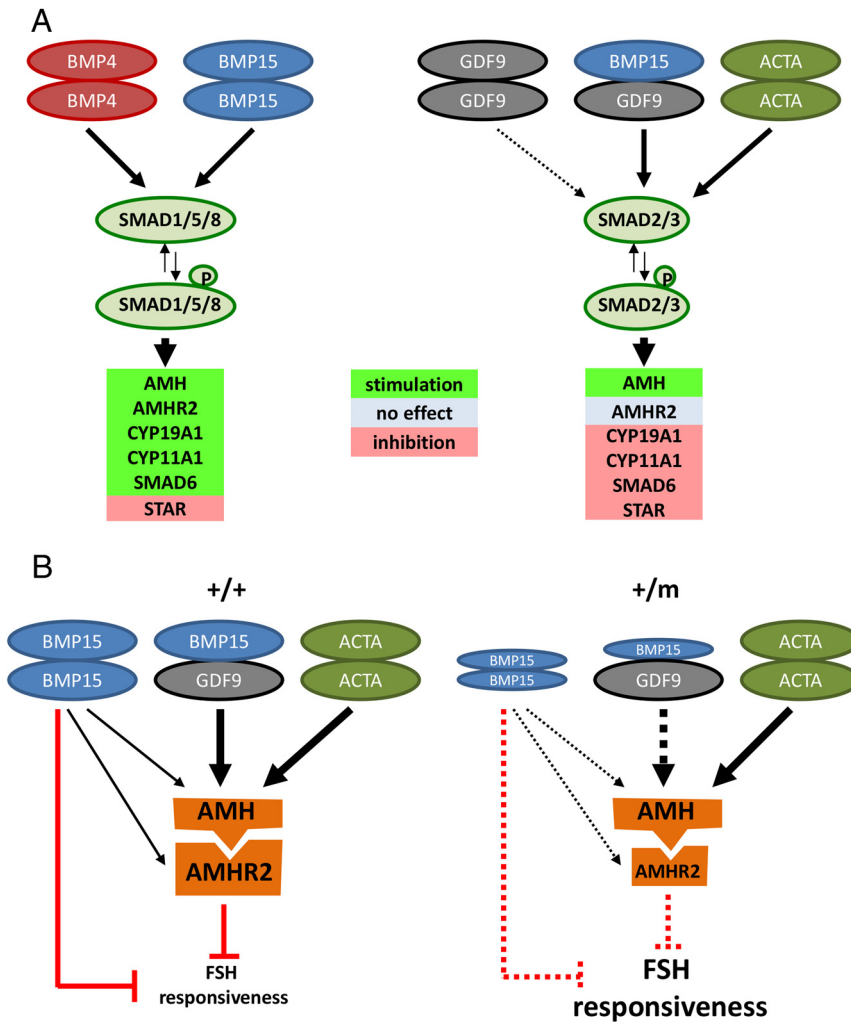 A
BMP4
BMP4
BMP15
BMP15
GDF9
GDF9
BMP15
GDF9
ACTA
ACTA
SMAD1/5/8
P
SMAD1/5/8
SMAD2/3
P
SMAD2/3
AMH
AMHR2
CYP19A1
CYP11A1
SMAD6
STAR
stimulation
no effect
inhibition
AMH
AMHR2
CYP19A1
CYP11A1
SMAD6
STAR
B
+/+
BMP15
BMP15
BMP15
GDF9
ACTA
ACTA
AMH
AMHR2
FSH
responsiveness
+/m
BMP15
BMP15
BMP15
GDF9
ACTA
ACTA
AMH
AMHR2
FSH
responsiveness